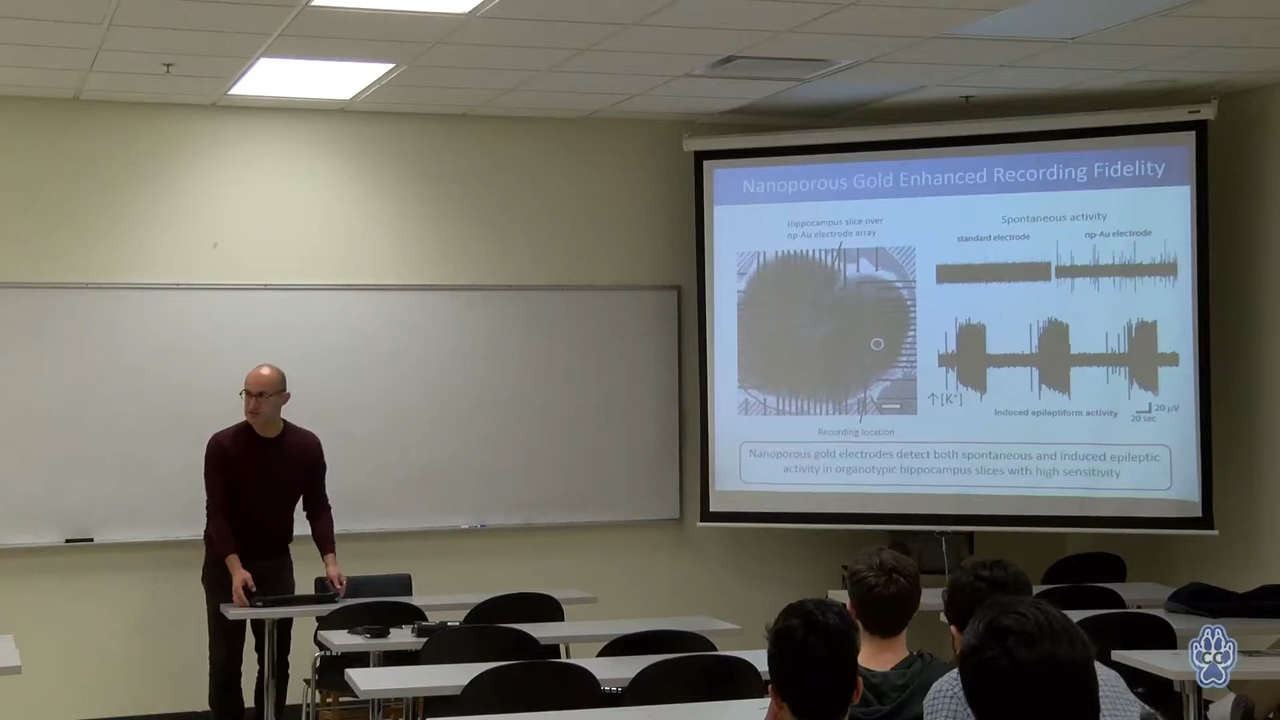 Nanoporous Gold Enhanced Recording Fidelity
Hippocampus slice over
np-Au electrode array
Recording location
Spontaneous activity
standard electrode
np-Au electrode
↑[K⁺]
Induced epileptiform activity
20 μV
20 sec
Nanoporous gold electrodes detect both spontaneous and induced epileptic
activity in organotypic hippocampus slices with high sensitivity
CC